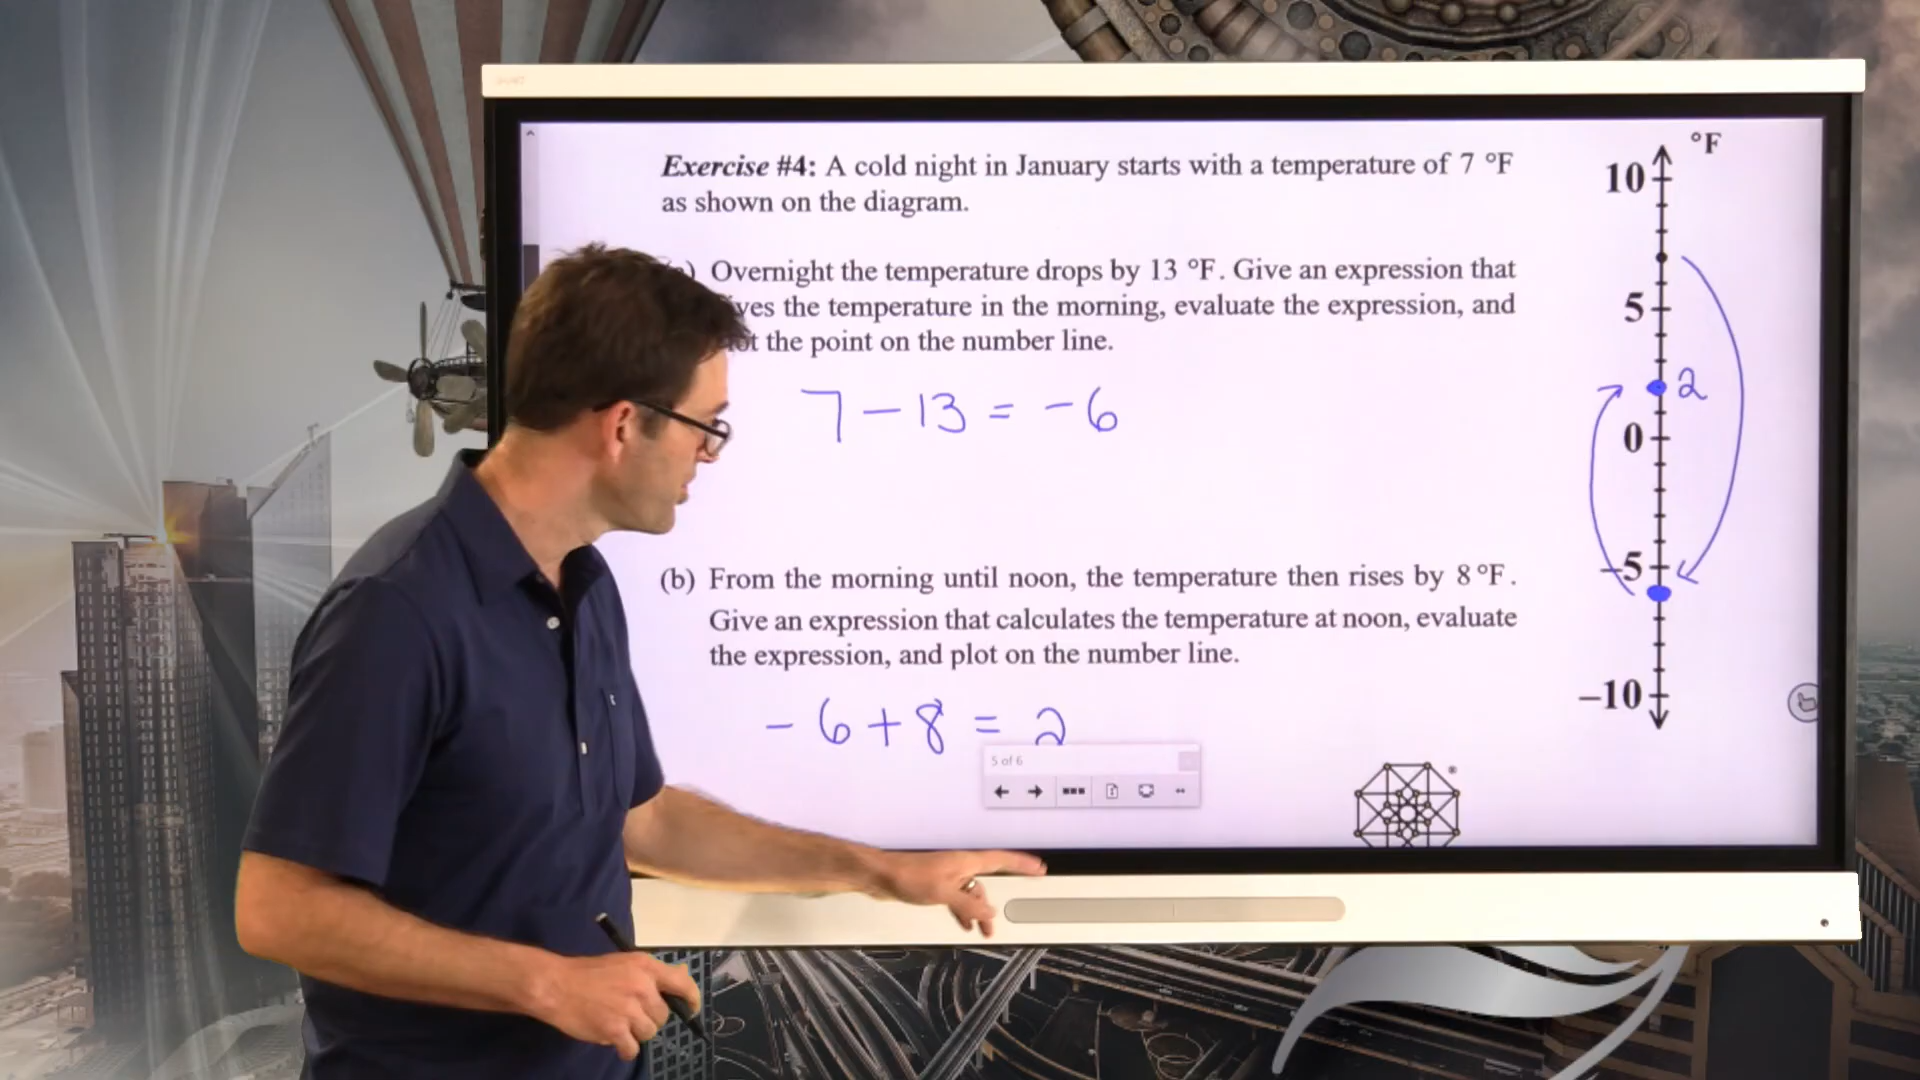 °F
Exercise #4: A cold night in January starts with a temperature of 7 °F
as shown on the diagram.
10
) Overnight the temperature drops by 13 °F. Give an expression that
ves the temperature in the morning, evaluate the expression, and
ot the point on the number line.
5
2
7 – 13 = -6
0
(b) From the morning until noon, the temperature then rises by 8 °F.
Give an expression that calculates the temperature at noon, evaluate
the expression, and plot on the number line.
–5
–10
- 6 + 8 = 2
5 of 6